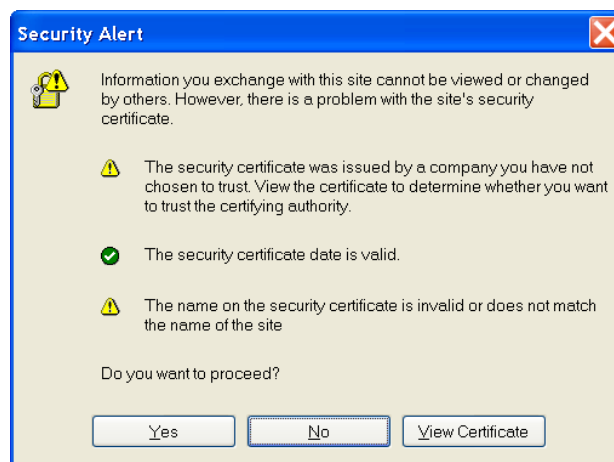 Security Alert
Information you exchange with this site cannot be viewed or changed
by others. However, there is a problem with the site's security
certificate.
The security certificate was issued by a company you have not
chosen to trust. View the certificate to determine whether you want
to trust the certifying authority.
The security certificate date is valid.
The name on the security certificate is invalid or does not match
the name of the site
Do you want to proceed?
Yes No View Certificate